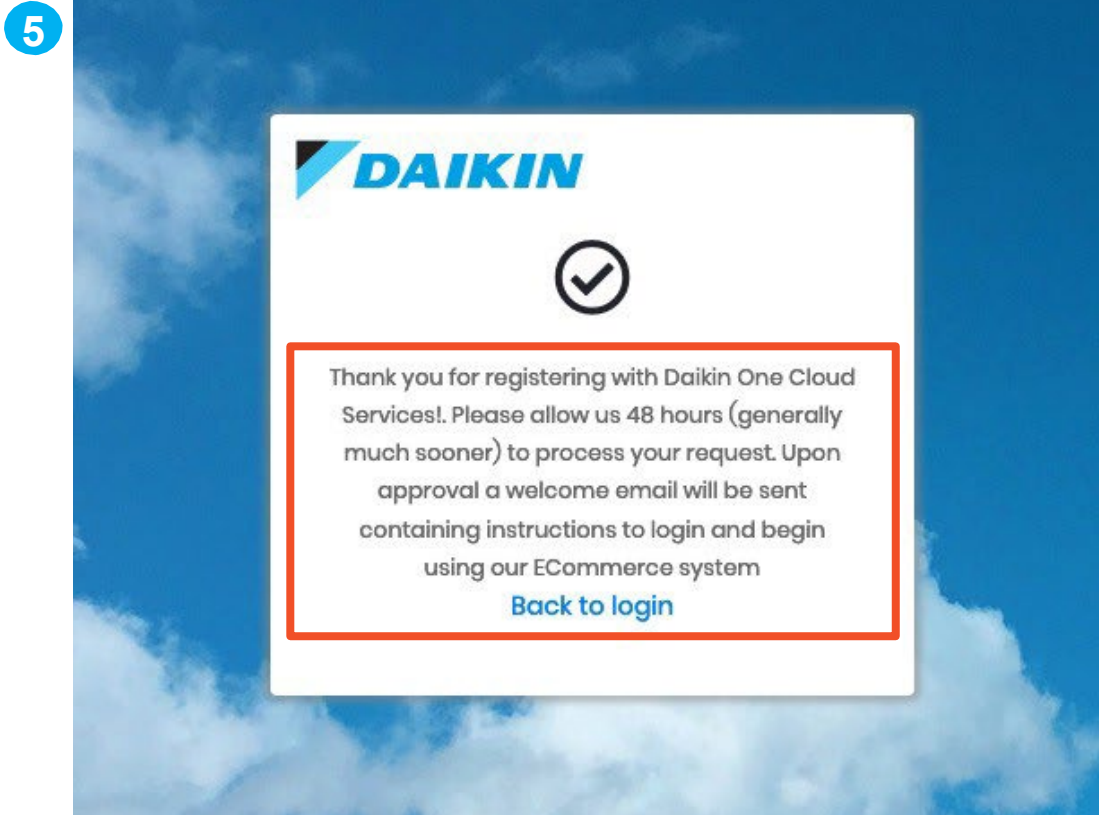 5
DAIKIN
Thank you for registering with Daikin One Cloud
Services!. Please allow us 48 hours (generally
much sooner) to process your request. Upon
approval a welcome email will be sent
containing instructions to login and begin
using our ECommerce system
Back to login